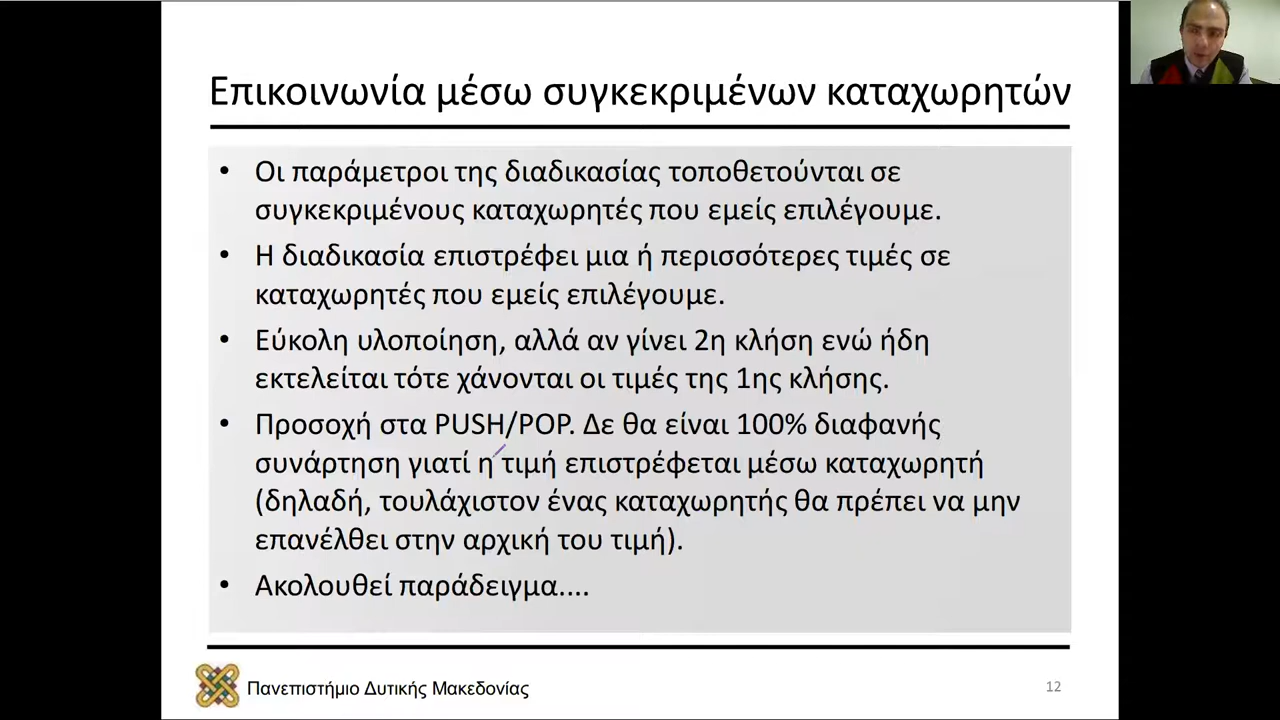 Επικοινωνία μέσω συγκεκριμένων καταχωρητών
• Οι παράμετροι της διαδικασίας τοποθετούνται σε
συγκεκριμένους καταχωρητές που εμείς επιλέγουμε.
• Η διαδικασία επιστρέφει μια ή περισσότερες τιμές σε
καταχωρητές που εμείς επιλέγουμε.
• Εύκολη υλοποίηση, αλλά αν γίνει 2η κλήση ενώ ήδη
εκτελείται τότε χάνονται οι τιμές της 1ης κλήσης.
• Προσοχή στα PUSH/POP. Δε θα είναι 100% διαφανής
συνάρτηση γιατί η τιμή επιστρέφεται μέσω καταχωρητή
(δηλαδή, τουλάχιστον ένας καταχωρητής θα πρέπει να μην
επανέλθει στην αρχική του τιμή).
• Ακολουθεί παράδειγμα....
Πανεπιστήμιο Δυτικής Μακεδονίας
12